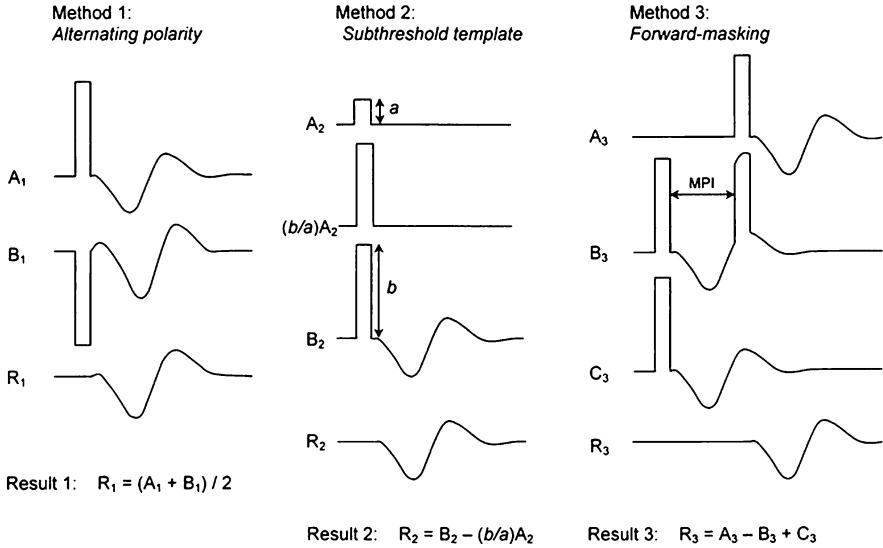 Method 1:
Alternating polarity
A₁
B₁
R₁
Result 1: R₁ = (A₁ + B₁) / 2
Method 2:
Subthreshold template
A₂
a
(b/a)A₂
b
B₂
R₂
Result 2: R₂ = B₂ – (b/a)A₂
Method 3:
Forward-masking
A₃
MPI
B₃
C₃
R₃
Result 3: R₃ = A₃ – B₃ + C₃